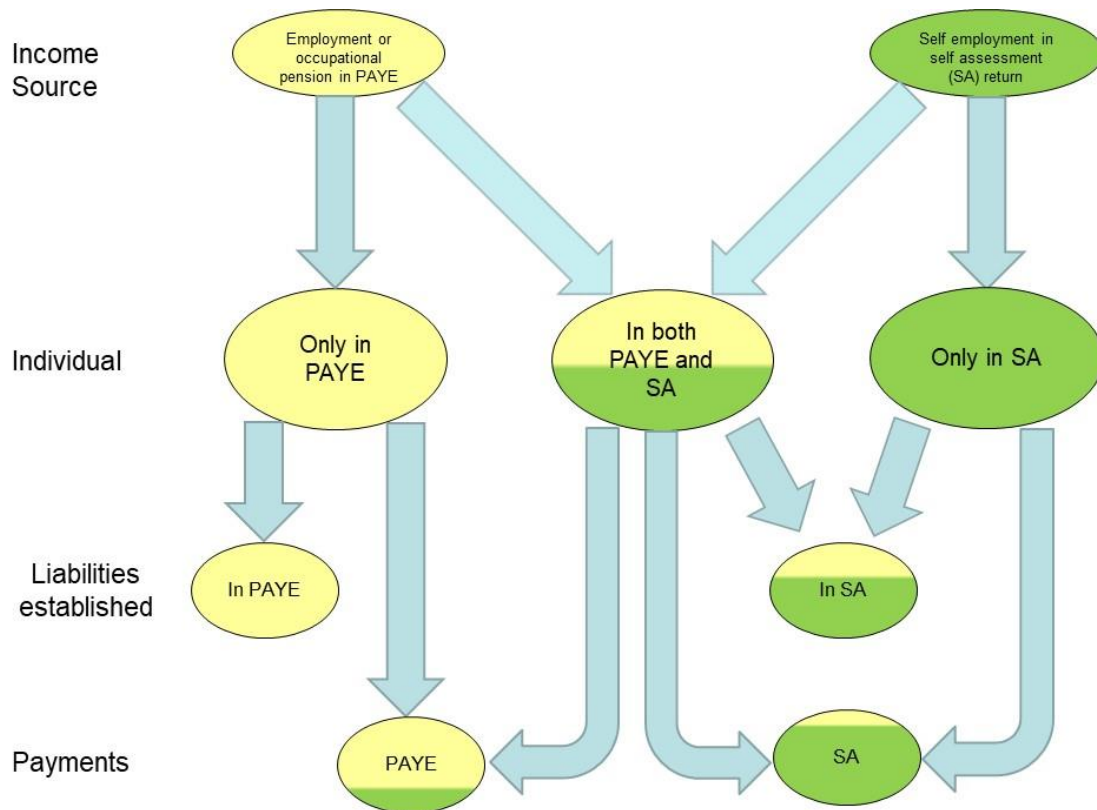 Income
Source
Employment or
occupational
pension in PAYE
Self employment in
self assessment
(SA) return
Individual
Only in
PAYE
In both
PAYE and
SA
Only in SA
Liabilities
established
In PAYE
In SA
Payments
PAYE
SA